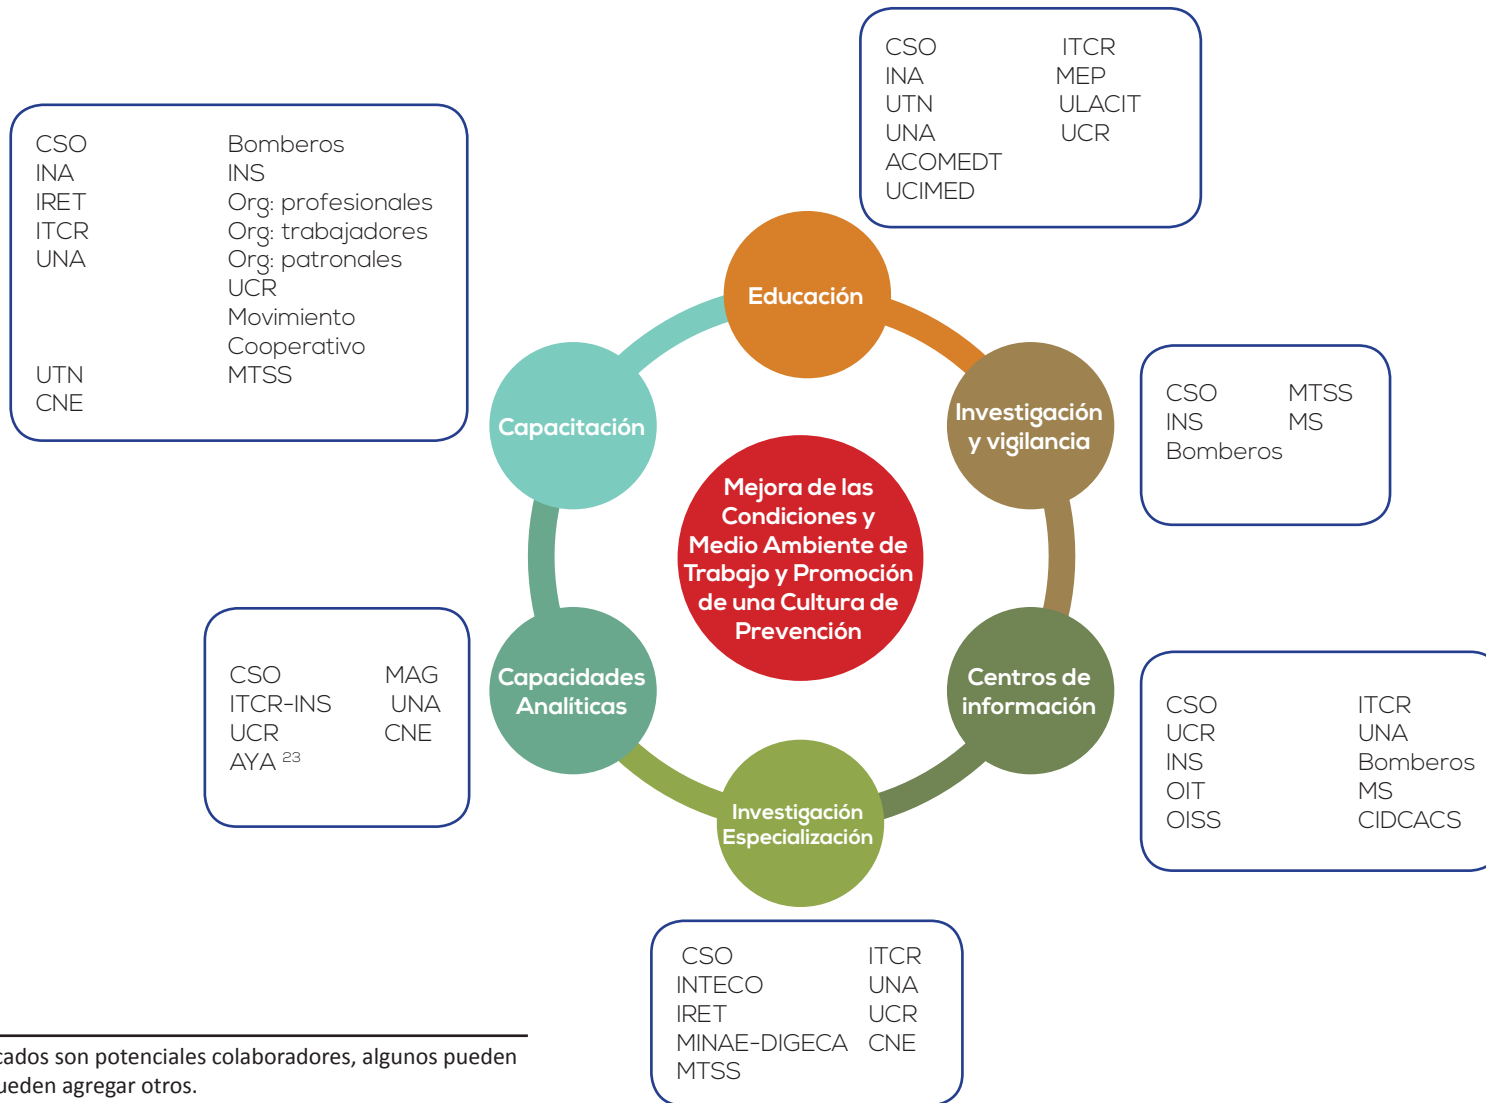 CSO ITCR
INA MEP
UTN ULACIT
UNA UCR
ACOMEDT
UCIMED
CSO Bomberos
INA INS
IRET Org: profesionales
ITCR Org: trabajadores
UNA Org: patronales
UCR
Movimiento
Cooperativo
UTN MTSS
CNE
Educación
Capacitación
Investigación
y vigilancia
CSO MTSS
INS MS
Bomberos
Mejora de las
Condiciones y
Medio Ambiente de
Trabajo y Promoción
de una Cultura de
Prevención
CSO MAG
ITCR-INS UNA
UCR CNE
AYA 23
Capacidades
Analíticas
Centros de
información
CSO ITCR
UCR UNA
INS Bomberos
OIT MS
OISS CIDCACS
Investigación
Especialización
CSO ITCR
INTECO UNA
IRET UCR
MINAE-DIGECA CNE
MTSS
cados son potenciales colaboradores, algunos pueden
ueden agregar otros.